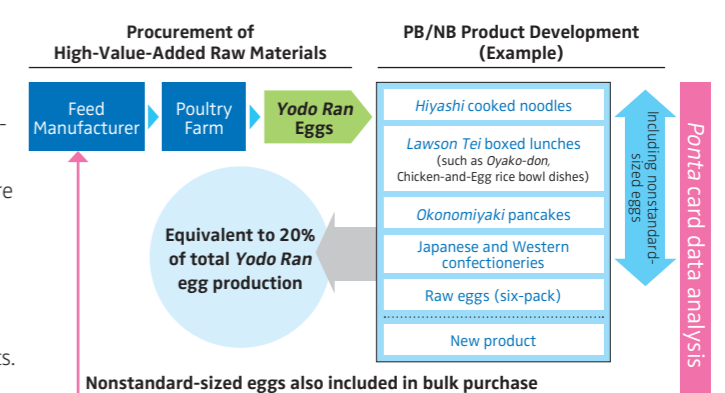 Procurement of
High-Value-Added Raw Materials
PB/NB Product Development
(Example)
Feed
Manufacturer
Poultry
Farm
Yodo Ran
Eggs
Hiyashi cooked noodles
Lawson Tei boxed lunches
(such as Oyako-don,
Chicken-and-Egg rice bowl dishes)
Okonomiyaki pancakes
Japanese and Western
confectioneries
Raw eggs (six-pack)
New product
Including nonstandard-
sized eggs
Ponta card data analysis
Equivalent to 20%
of total Yodo Ran
egg production
Nonstandard-sized eggs also included in bulk purchase